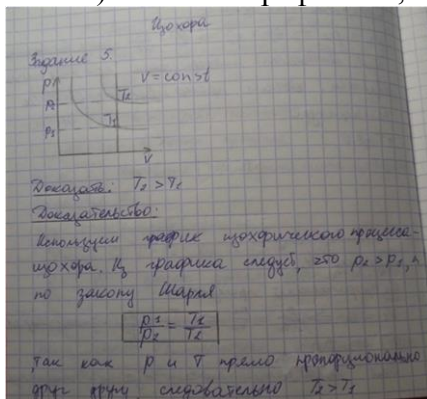 Изохора
Задание 5.
p
p₂
p₁
T₂
T₁
V
V = const
Доказать: T₂ > T₁
Доказательство:
Используем график изохорического процесса-
изохора. Из графика следует, что p₂ > p₁, и
по закону Шарля
p1/p2 = T1/T2
так как p и T прямо пропорционально
друг другу, следовательно T₂ > T₁